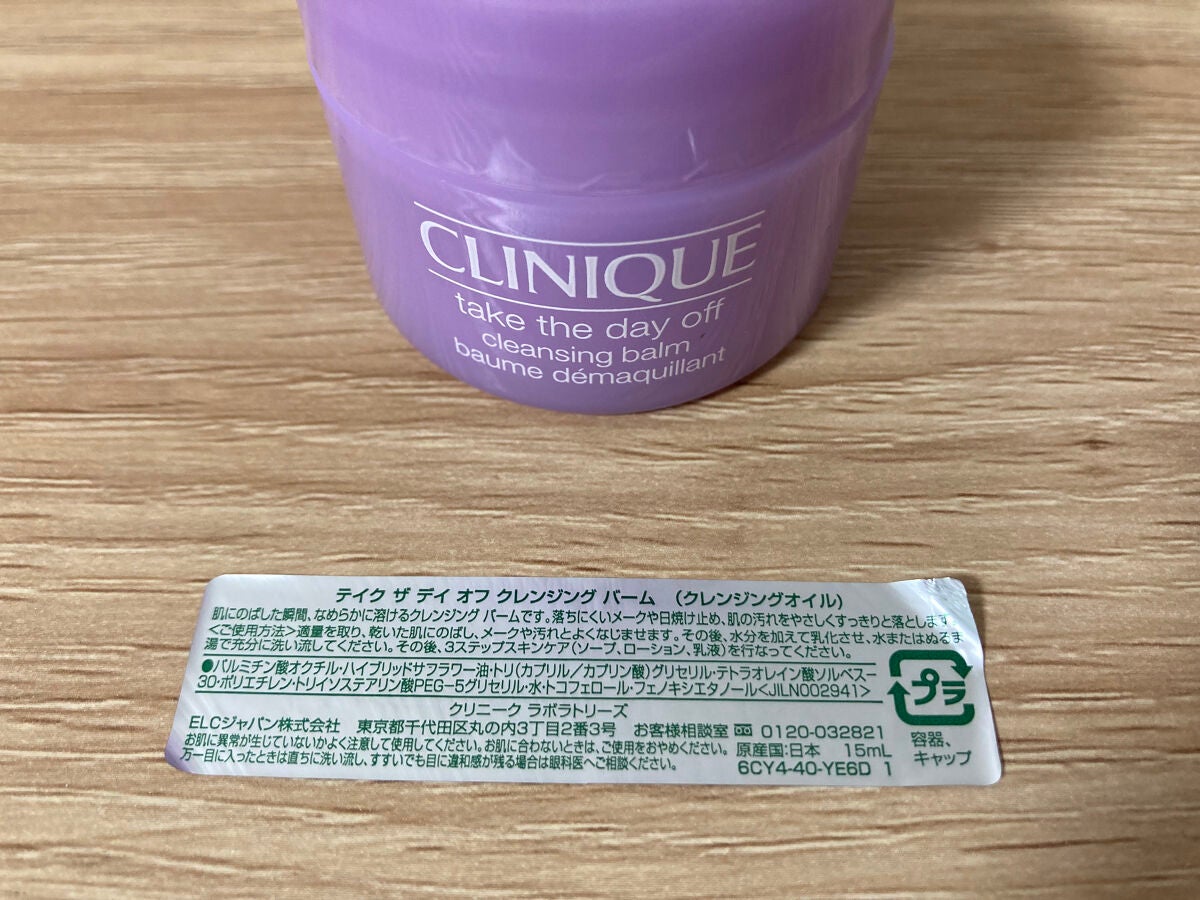 CLINIQUE
take the day off
cleansing balm
baume démaquillant
テイク ザ デイ オフ クレンジング バーム (クレンジングオイル)
肌にのばした瞬間、なめらかに溶けるクレンジング バームです。落ちにくいメークや日焼け止め、肌の汚れをやさしくすっきりと落とします。
<ご使用方法>適量を取り、乾いた肌にのばし、メークや汚れとよくなじませます。その後、水分を加えて乳化させ、水またはぬるま
湯で充分に洗い流してください。その後、3ステップスキンケア(ソープ、ローション、乳液)を行なってください。
●パルミチン酸オクチル・ハイブリッドサフラワー油・トリ(カプリル/カプリン酸)グリセリル・テトラオレイン酸ソルベス-
30・ポリエチレン・トリイソステアリン酸PEG-5グリセリル・水・トコフェロール・フェノキシエタノール<JILN002941>
プラ
クリニーク ラボラトリーズ
ELCジャパン株式会社 東京都千代田区丸の内3丁目2番3号 お客様相談室 0120-032821
お肌に異常が生じていないかよく注意して使用してください。お肌に合わないときは、ご使用をおやめください。 原産国:日本 15mL
万一目に入ったときは直ちに洗い流し、すすいでも目に違和感が残る場合は眼科医へご相談ください。 6CY4-40-YE6D 1
容器、
キャップ